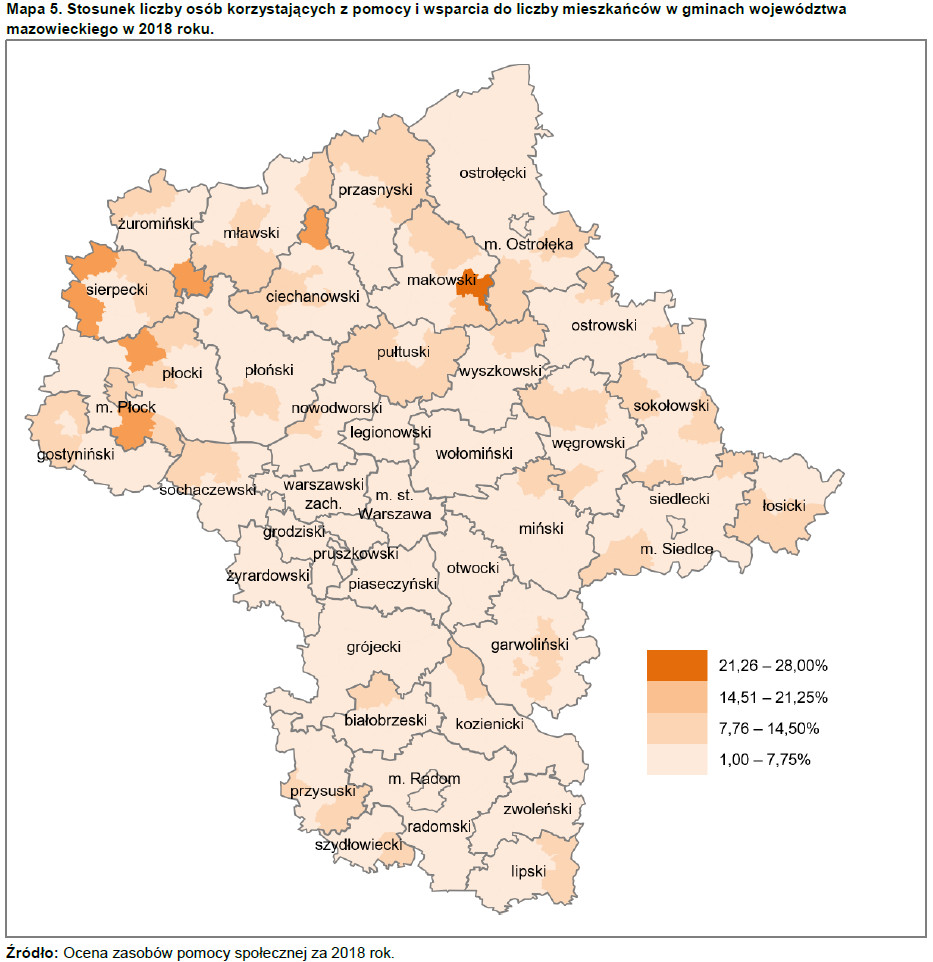 Mapa 5. Stosunek liczby osób korzystających z pomocy i wsparcia do liczby mieszkańców w gminach województwa
mazowieckiego w 2018 roku.
ostrołęcki
przasnyski
żuromiński
mławski
m. Ostrołęka
makowski
sierpecki
ciechanowski
ostrowski
pułtuski
wyszkowski
płocki
płoński
m. Płock
nowodworski
sokołowski
legionowski
węgrowski
gostyniński
wołomiński
sochaczewski
warszawski
zach.
m. st.
Warszawa
siedlecki
łosicki
grodziski
miński
m. Siedlce
pruszkowski
żyrardowski
piaseczyński
otwocki
grójecki
garwoliński
białobrzeski
kozienicki
m. Radom
przysuski
zwoleński
radomski
szydłowiecki
lipski
21,26 – 28,00%
14,51 – 21,25%
7,76 – 14,50%
1,00 – 7,75%
Źródło: Ocena zasobów pomocy społecznej za 2018 rok.